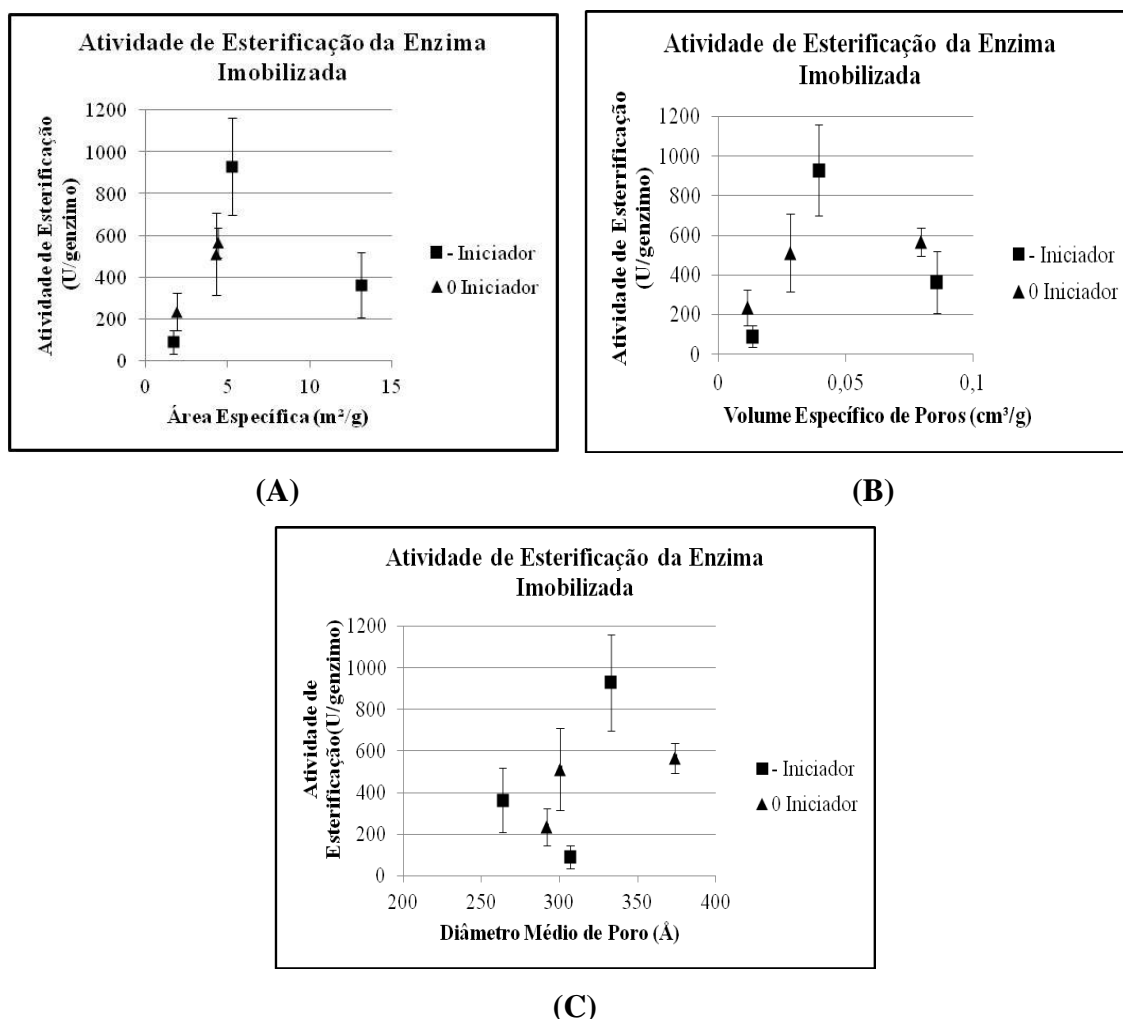 Atividade de Esterificação da Enzima
Imobilizada
Atividade de Esterificação
(U/genzimo)
1200
1000
800
600
400
200
0
0
5
10
15
Área Específica (m²/g)
- Iniciador
0 Iniciador
(A)
Atividade de Esterificação da Enzima
Imobilizada
Atividade de Esterrificação
(U/genzimo)
1200
1000
800
600
400
200
0
0
0,05
0,1
Volume Específico de Poros (cm³/g)
- Iniciador
0 Iniciador
(B)
Atividade de Esterificação da Enzima
Imobilizada
Atividade de
Esterificação(U/genzimo)
1200
1000
800
600
400
200
0
200
250
300
350
400
Diâmetro Médio de Poro (Å)
- Iniciador
0 Iniciador
(C)